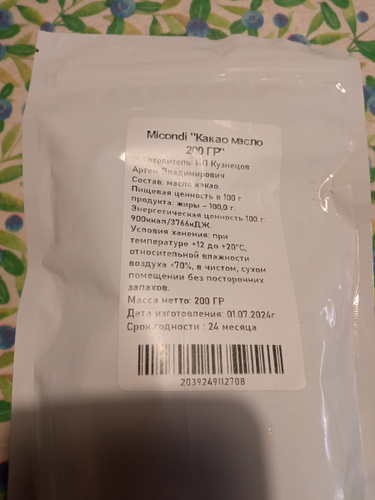 Micondi "Какао масло
200 ГР"
Изготовитель: ИП Кузнецов
Артем Владимирович
Состав: масло какао.
Пищевая ценность в 100 г
продукта: жиры - 100,0 г.
Энергетическая ценность 100 г:
900ккал/3766кДЖ.
Условия ханения: при
температуре +12 до +20°С,
относительной влажности
воздуха <70%, в чистом, сухом
помещении без посторонних
запахов.
Масса нетто: 200 ГР
Дата изготовления: 01.07.2024г
Срок годности : 24 месяца
2039249112708